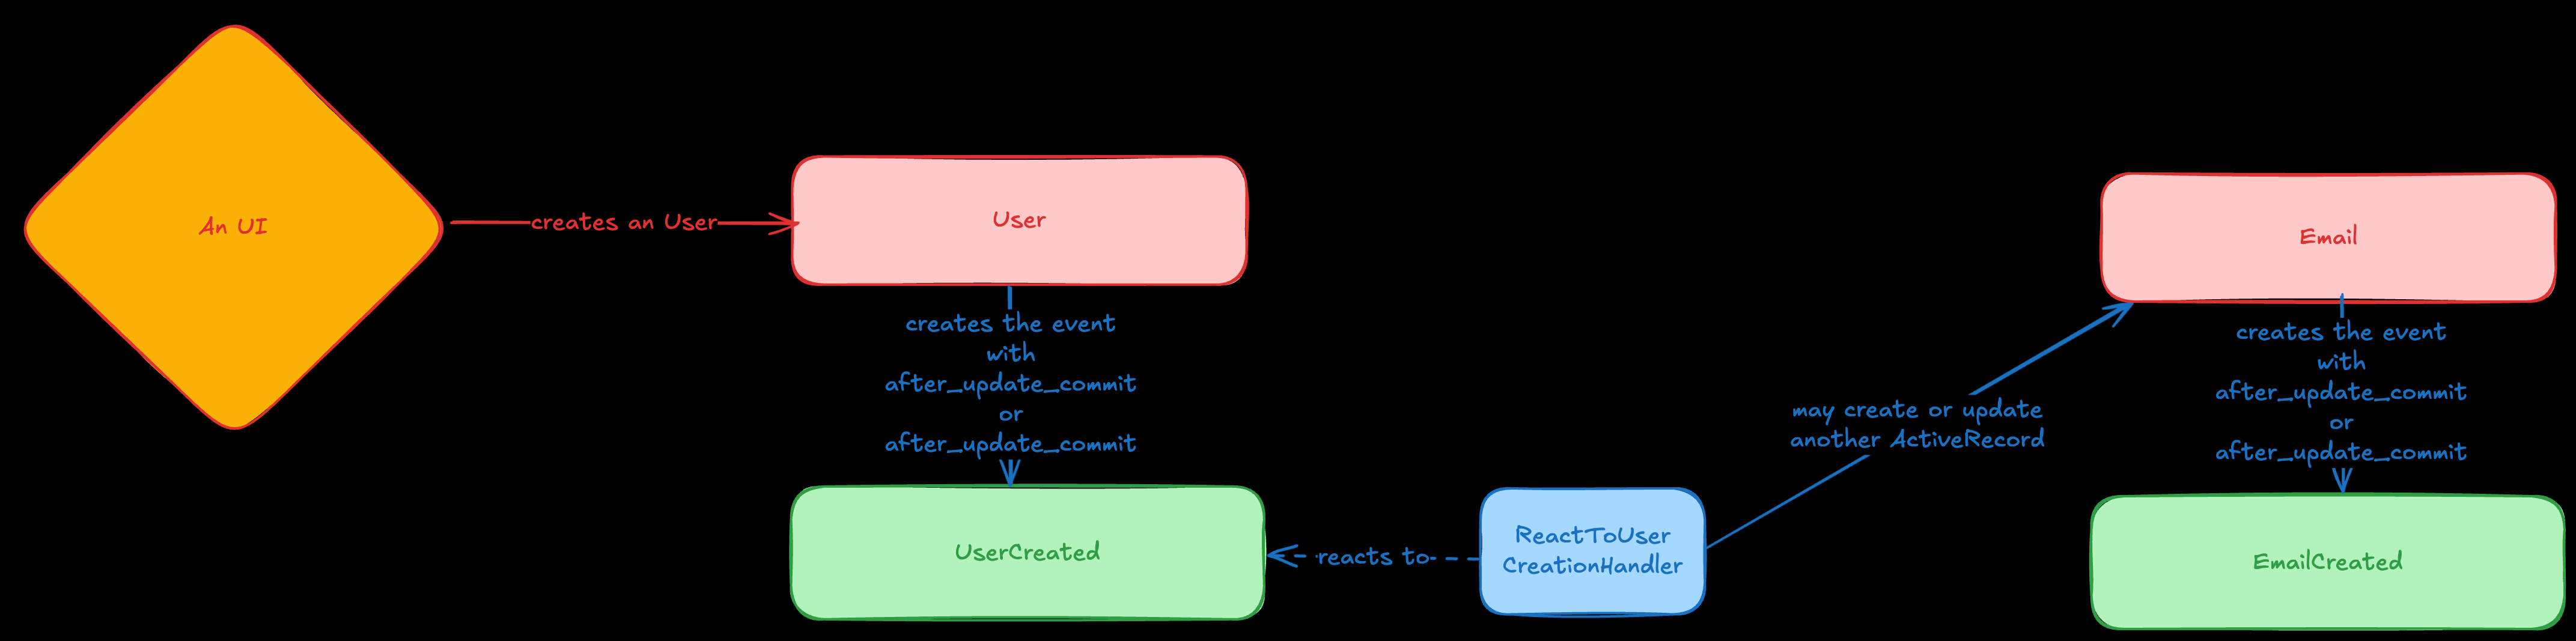 An UI
creates an User
User
creates the event
with
after_update_commit
or
after_update_commit
UserCreated
reacts to
ReactToUser
CreationHandler
may create or update
another ActiveRecord
Email
creates the event
with
after_update_commit
or
after_update_commit
EmailCreated